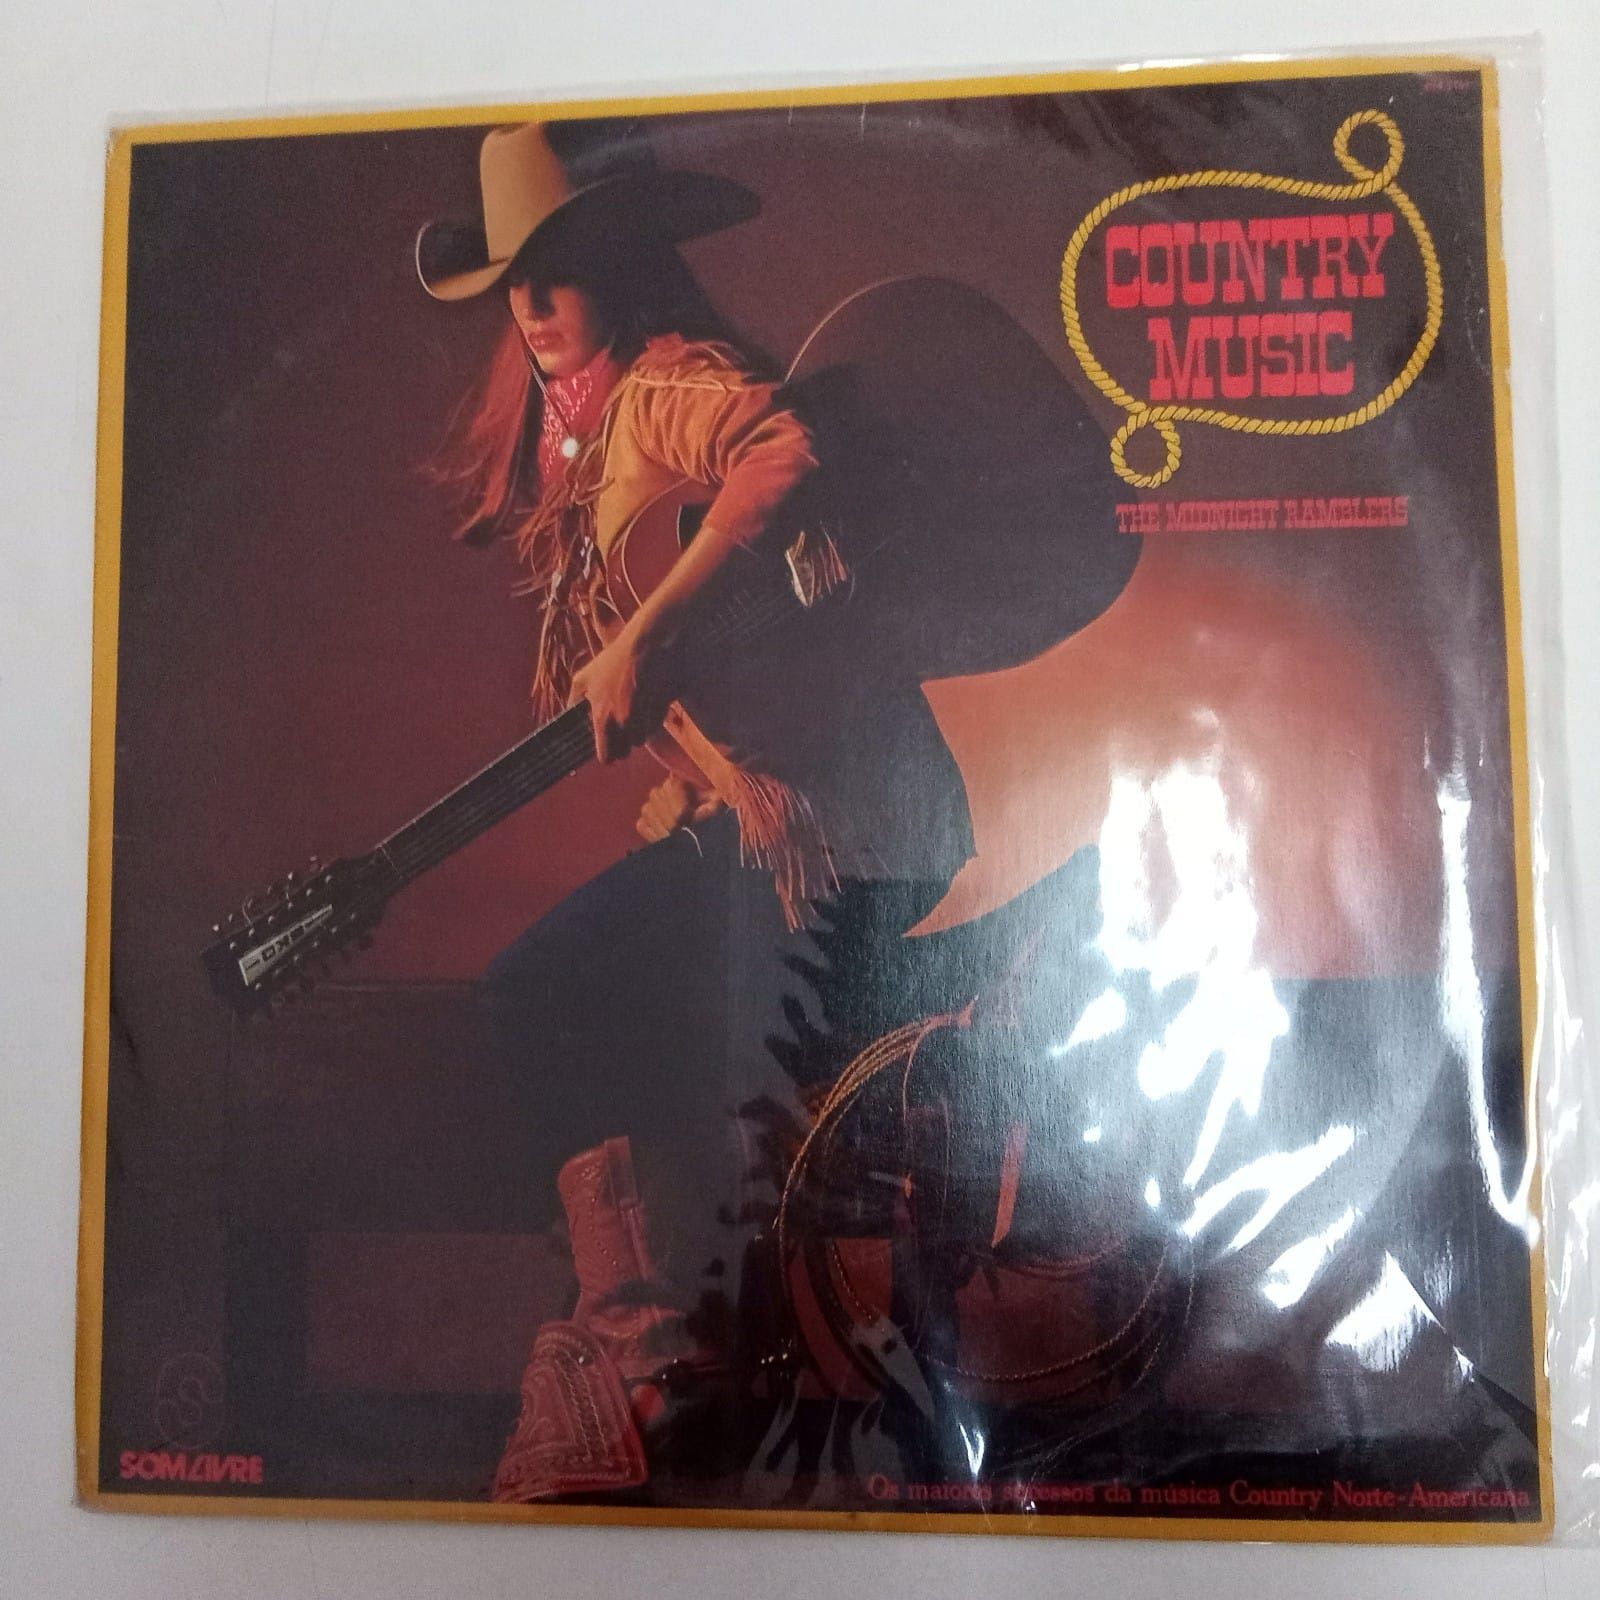 COUNTRY
MUSIC
THE MIDNIGHT RAMBLERS
SOM LIVRE
Os maiores sucessos da música Country Norte-Americana